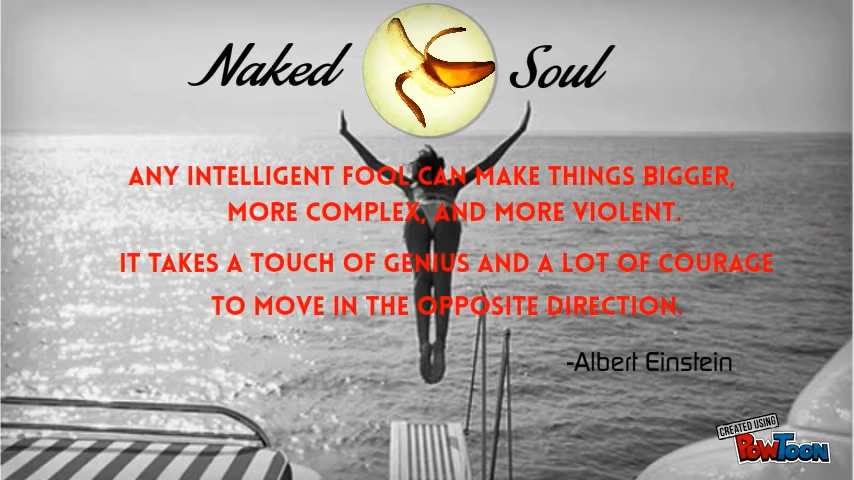 Naked Soul
ANY INTELLIGENT FOOL CAN MAKE THINGS BIGGER,
MORE COMPLEX, AND MORE VIOLENT.
IT TAKES A TOUCH OF GENIUS AND A LOT OF COURAGE
TO MOVE IN THE OPPOSITE DIRECTION.
-Albert Einstein
CREATED USING
POWTOON